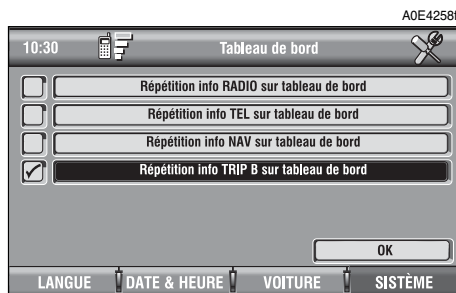 A0E4258f
10:30 Tableau de bord
Répétition info RADIO sur tableau de bord
Répétition info TEL sur tableau de bord
Répétition info NAV sur tableau de bord
Répétition info TRIP B sur tableau de bord
OK
LANGUE DATE & HEURE VOITURE SISTÈME